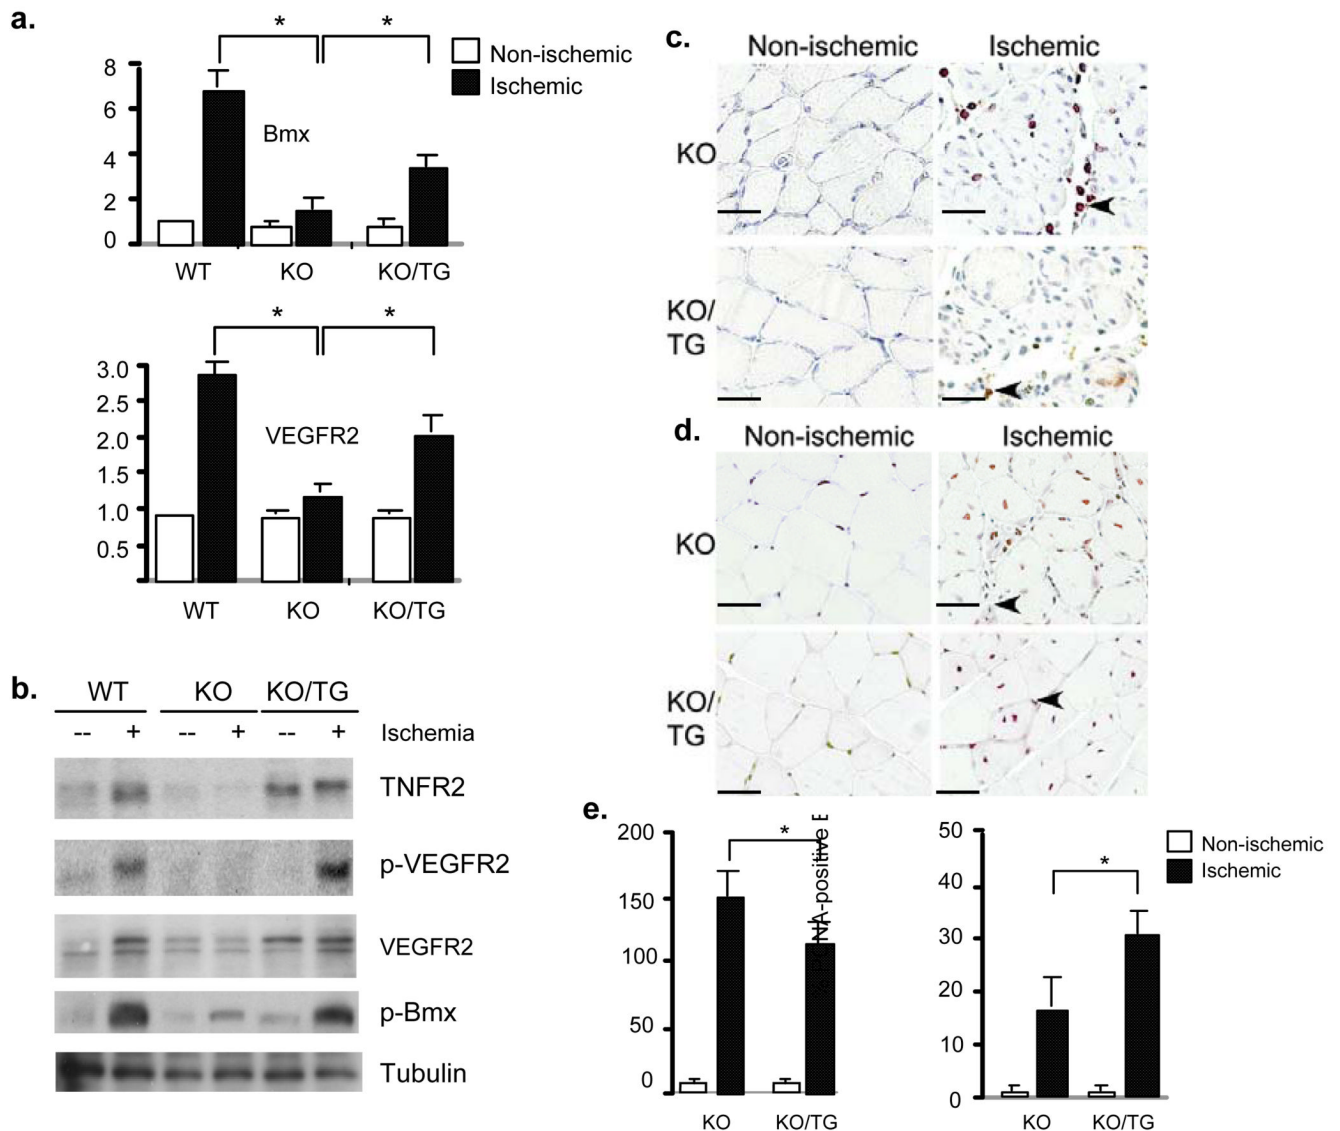 a.
*
*
Non-ischemic
Ischemic
8
6
4
2
0
Bmx
WT
KO
KO/TG
*
*
3.0
2.5
2.0
1.5
1.0
0.5
VEGFR2
WT
KO
KO/TG
b.
WT
KO
KO/TG
--
+
--
+
--
+
Ischemia
TNFR2
p-VEGFR2
VEGFR2
p-Bmx
Tubulin
c.
Non-ischemic
Ischemic
KO
KO/
TG
d.
Non-ischemic
Ischemic
KO
KO/
TG
e.
200
150
100
50
0
*
PCNA-positive
KO
KO/TG
50
40
30
20
10
0
*
Non-ischemic
Ischemic
KO
KO/TG